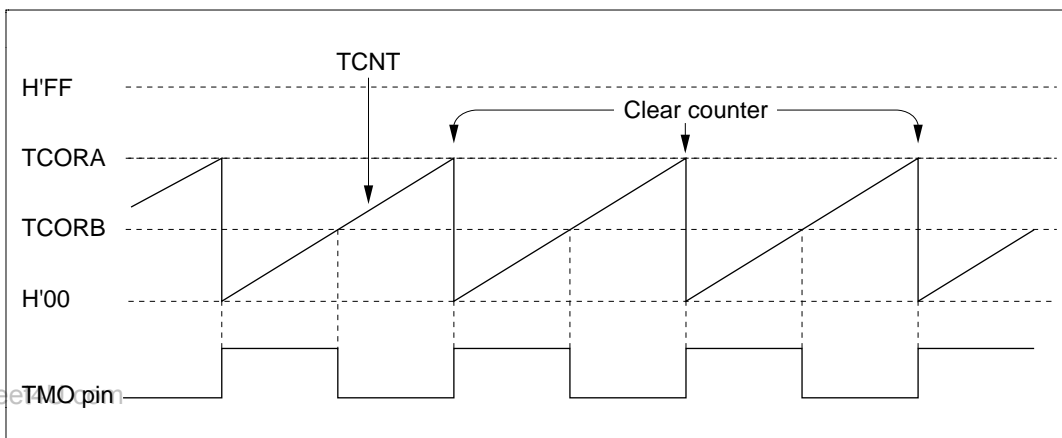 TCNT
H'FF
Clear counter
TCORA
TCORB
H'00
TMO pin